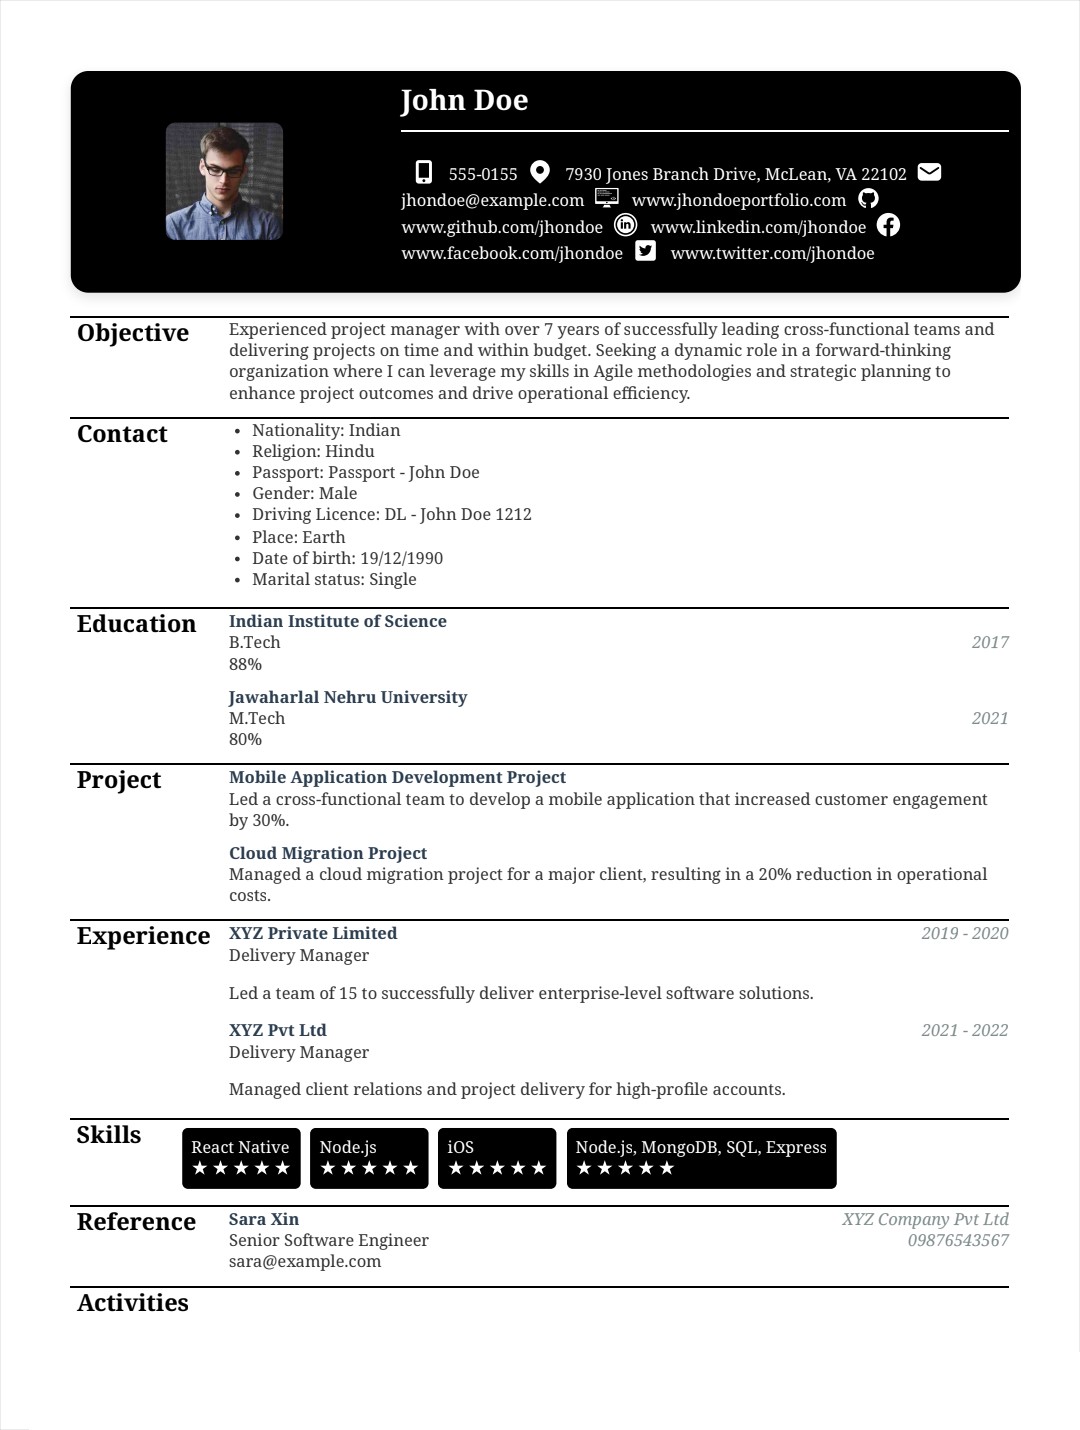 John Doe
555-0155 7930 Jones Branch Drive, McLean, VA 22102
jhondoe@example.com www.jhondoeportfolio.com
www.github.com/jhondoe www.linkedin.com/jhondoe
www.facebook.com/jhondoe www.twitter.com/jhondoe
Objective
Experienced project manager with over 7 years of successfully leading cross-functional teams and
delivering projects on time and within budget. Seeking a dynamic role in a forward-thinking
organization where I can leverage my skills in Agile methodologies and strategic planning to
enhance project outcomes and drive operational efficiency.
Contact
• Nationality: Indian
• Religion: Hindu
• Passport: Passport - John Doe
• Gender: Male
• Driving Licence: DL - John Doe 1212
• Place: Earth
• Date of birth: 19/12/1990
• Marital status: Single
Education
Indian Institute of Science
B.Tech 2017
88%
Jawaharlal Nehru University
M.Tech 2021
80%
Project
Mobile Application Development Project
Led a cross-functional team to develop a mobile application that increased customer engagement
by 30%.
Cloud Migration Project
Managed a cloud migration project for a major client, resulting in a 20% reduction in operational
costs.
Experience
XYZ Private Limited 2019 - 2020
Delivery Manager
Led a team of 15 to successfully deliver enterprise-level software solutions.
XYZ Pvt Ltd 2021 - 2022
Delivery Manager
Managed client relations and project delivery for high-profile accounts.
Skills
React Native Node.js iOS Node.js, MongoDB, SQL, Express
★★★★★ ★★★★★ ★★★★★ ★★★★★
Reference
Sara Xin XYZ Company Pvt Ltd
Senior Software Engineer 09876543567
sara@example.com
Activities